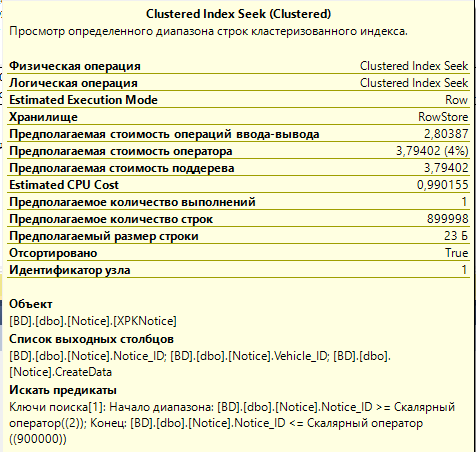 Clustered Index Seek (Clustered)
Просмотр определенного диапазона строк кластеризованного индекса.
Физическая операция Clustered Index Seek
Логическая операция Clustered Index Seek
Estimated Execution Mode Row
Хранилище RowStore
Предполагаемая стоимость операций ввода-вывода 2,80387
Предполагаемая стоимость оператора 3,79402 (4%)
Предполагаемая стоимость поддерева 3,79402
Estimated CPU Cost 0,990155
Предполагаемое количество выполнений 1
Предполагаемое количество строк 899998
Предполагаемый размер строки 23 Б
Отсортировано True
Идентификатор узла 1
Объект
[BD].[dbo].[Notice].[XPKNotice]
Список выходных столбцов
[BD].[dbo].[Notice].Notice_ID; [BD].[dbo].[Notice].Vehicle_ID; [BD].[dbo].
[Notice].CreateData
Искать предикаты
Ключи поиска[1]: Начало диапазона: [BD].[dbo].[Notice].Notice_ID >= Скалярный
оператор((2)); Конец: [BD].[dbo].[Notice].Notice_ID <= Скалярный оператор
((900000))